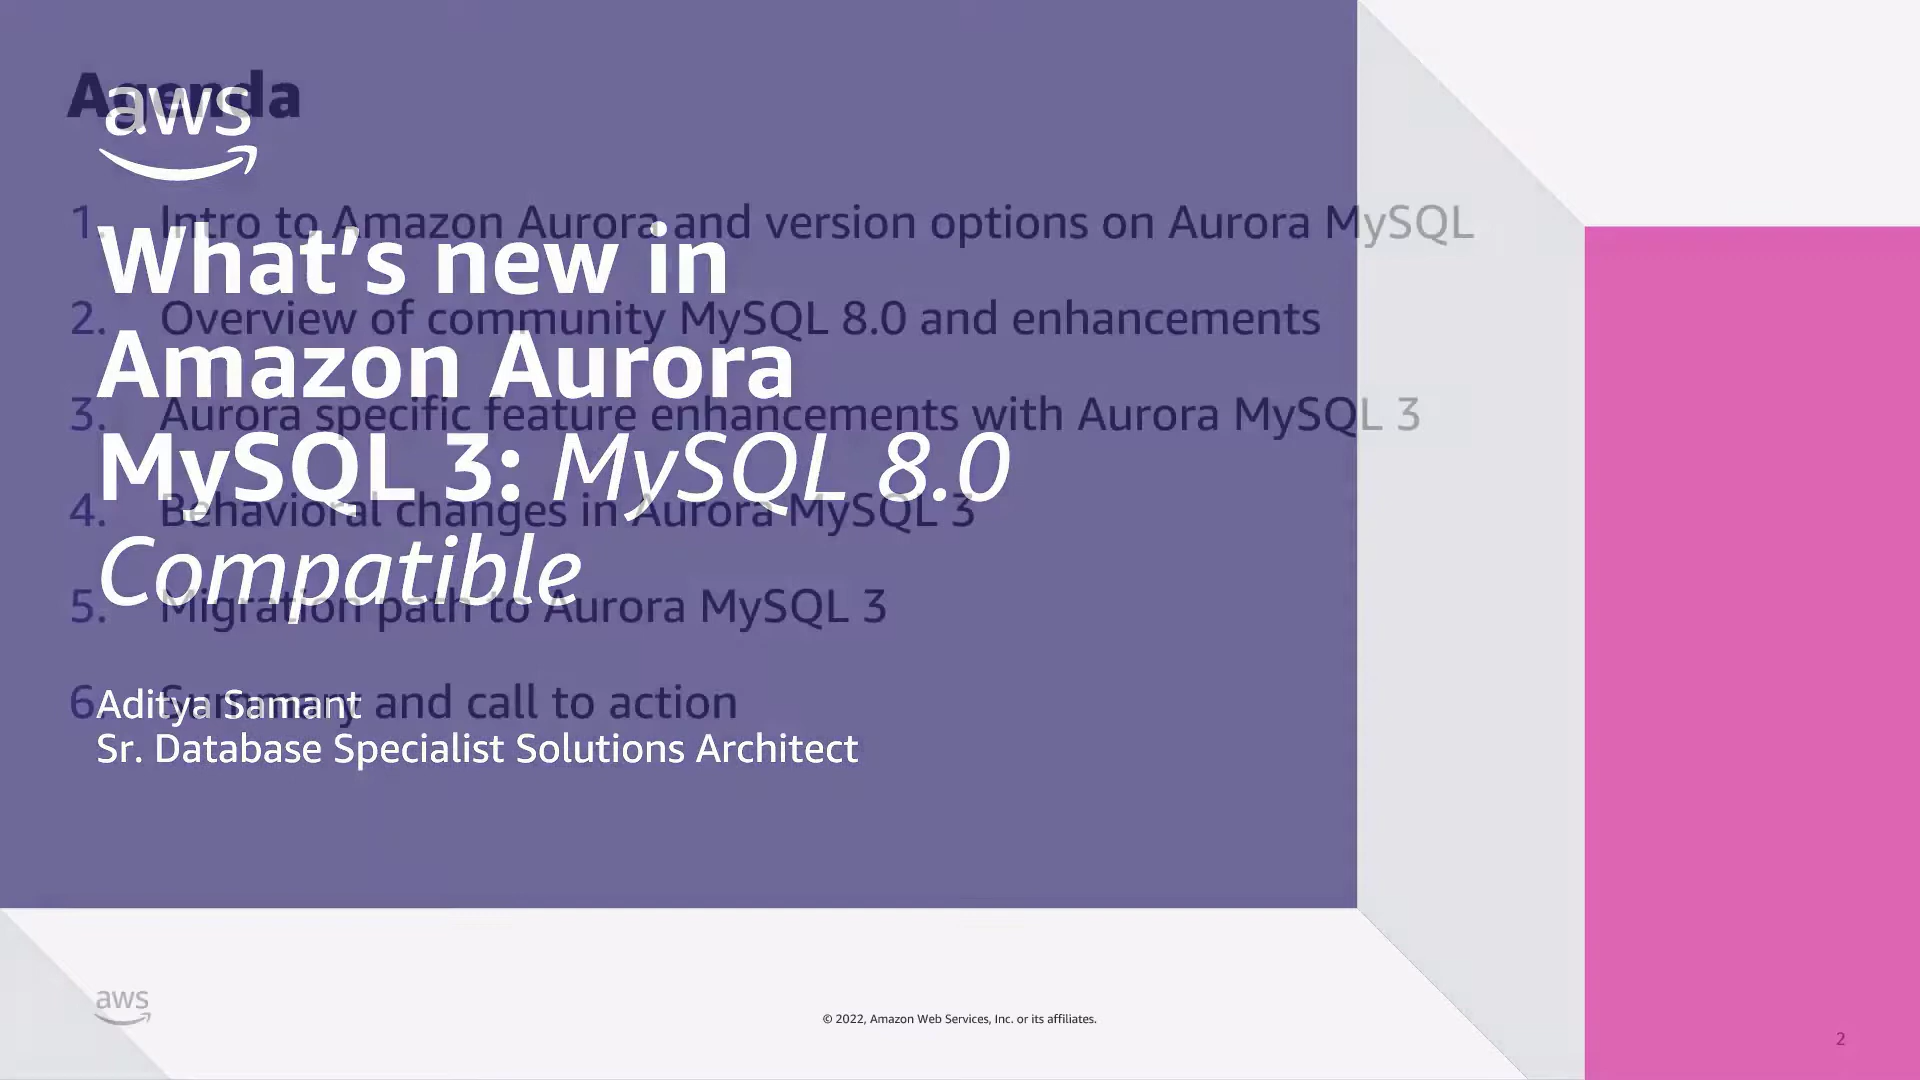 Agenda
aws
1. Intro to Amazon Aurora and version options on Aurora MySQL
What's new in
2. Overview of community MySQL 8.0 and enhancements
Amazon Aurora
3. Aurora specific feature enhancements with Aurora MySQL 3
MySQL 3: MySQL 8.0
4. Behavioral changes in Aurora MySQL 3
Compatible
5. Migration path to Aurora MySQL 3
6. Summary and call to action
Aditya Samant
Sr. Database Specialist Solutions Architect
aws
© 2022, Amazon Web Services, Inc. or its affiliates.
2